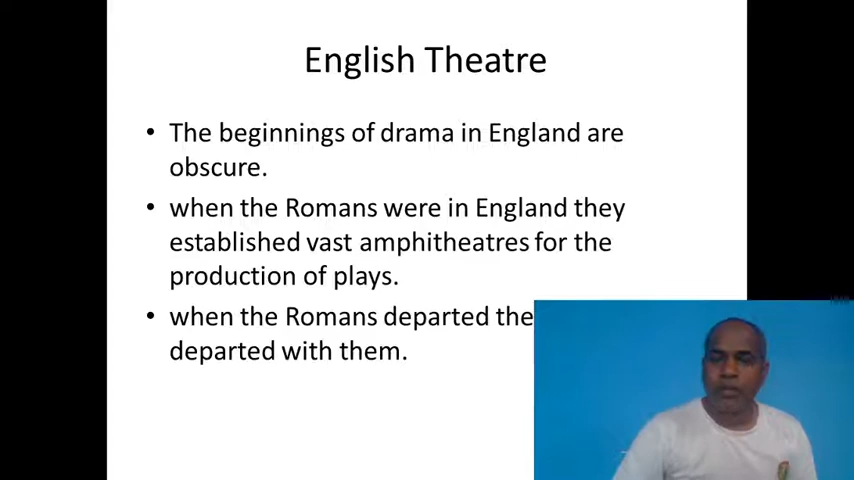 English Theatre
• The beginnings of drama in England are
obscure.
• when the Romans were in England they
established vast amphitheatres for the
production of plays.
• when the Romans departed the
departed with them.